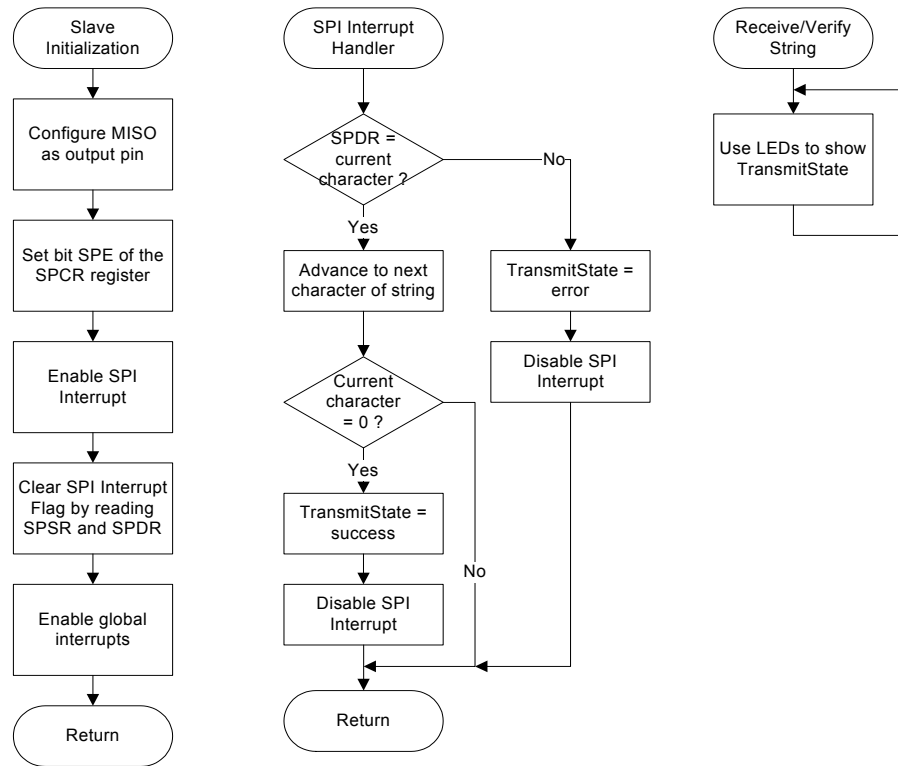 Slave
Initialization
Configure MISO
as output pin
Set bit SPE of the
SPCR register
Enable SPI
Interrupt
Clear SPI Interrupt
Flag by reading
SPSR and SPDR
Enable global
interrupts
Return
SPI Interrupt
Handler
SPDR =
current
character ?
No
Yes
Advance to next
character of string
TransmitState =
error
Disable SPI
Interrupt
Current
character
= 0 ?
Yes
TransmitState =
success
No
Disable SPI
Interrupt
Return
Receive/Verify
String
Use LEDs to show
TransmitState